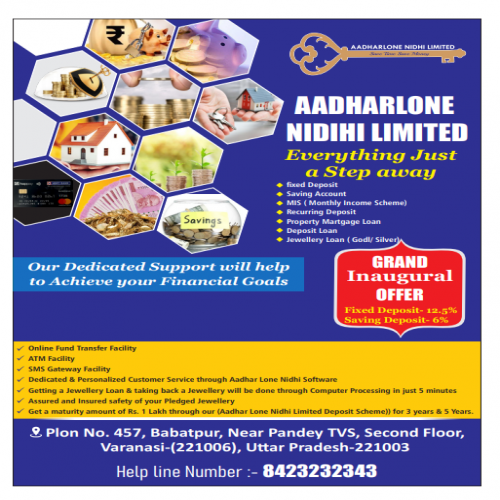 AADHARLONE NIDHI LIMITED
Save Time Save Money
AADHARLONE
NIDIHI LIMITED
Everything Just
a Step away
fixed Deposit
Saving Account
MIS ( Monthly Income Scheme)
Recurring Deposit
Property Martgage Loan
Deposit Loan
Jewellery Loan ( Godl/ Silver)
Savings
Our Dedicated Support will help
to Achieve your Financial Goals
GRAND
Inaugural
OFFER
Fixed Deposit- 12.5%
Saving Deposit- 6%
✓ Online Fund Transfer Facility
✓ ATM Facility
✓ SMS Gateway Facility
✓ Dedicated & Personalized Customer Service through Aadhar Lone Nidhi Software
✓ Getting a Jewellery Loan & taking back a Jewellery will be done through Computer Processing in just 5 minutes
✓ Assured and Insured safety of your Pledged Jewellery
✓ Get a maturity amount of Rs. 1 Lakh through our (Aadhar Lone Nidhi Limited Deposit Scheme)) for 3 years & 5 Years.
Plon No. 457, Babatpur, Near Pandey TVS, Second Floor,
Varanasi-(221006), Uttar Pradesh-221003
Help line Number :- 8423232343